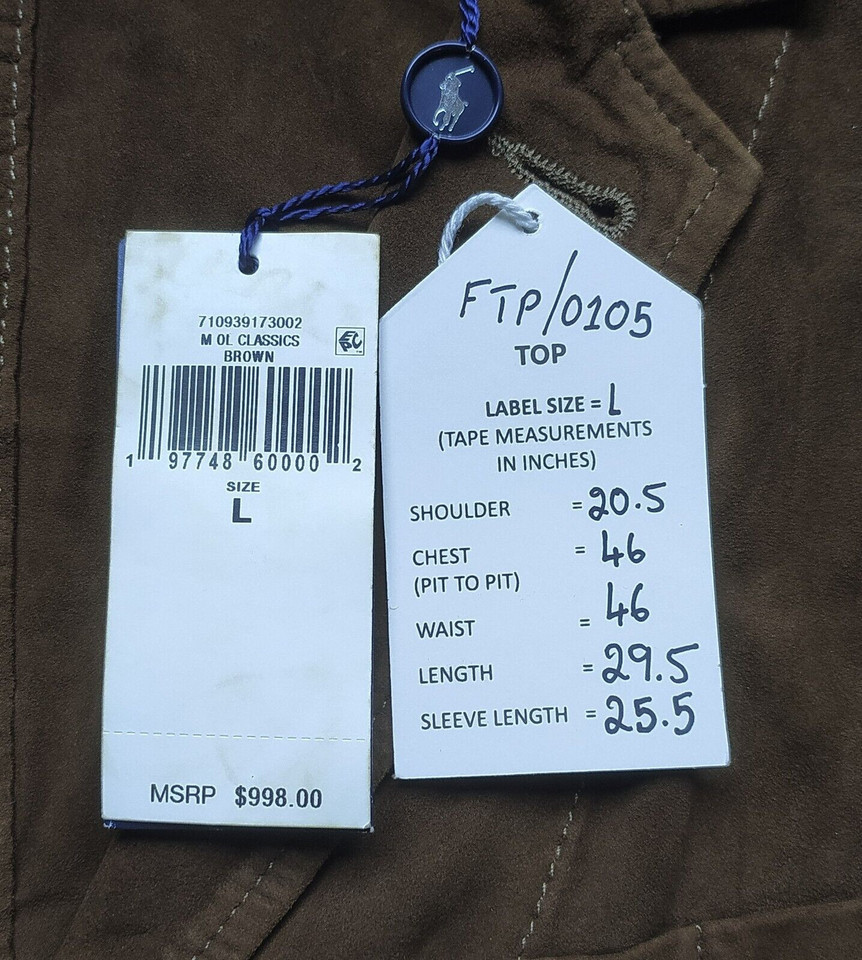 710939173002
M OL CLASSICS
BROWN
1 97748 60000 2
SIZE
L
MSRP $998.00
FTP/0105
TOP
LABEL SIZE = L
(TAPE MEASUREMENTS
IN INCHES)
SHOULDER = 20.5
CHEST = 46
(PIT TO PIT)
WAIST = 46
LENGTH = 29.5
SLEEVE LENGTH = 25.5